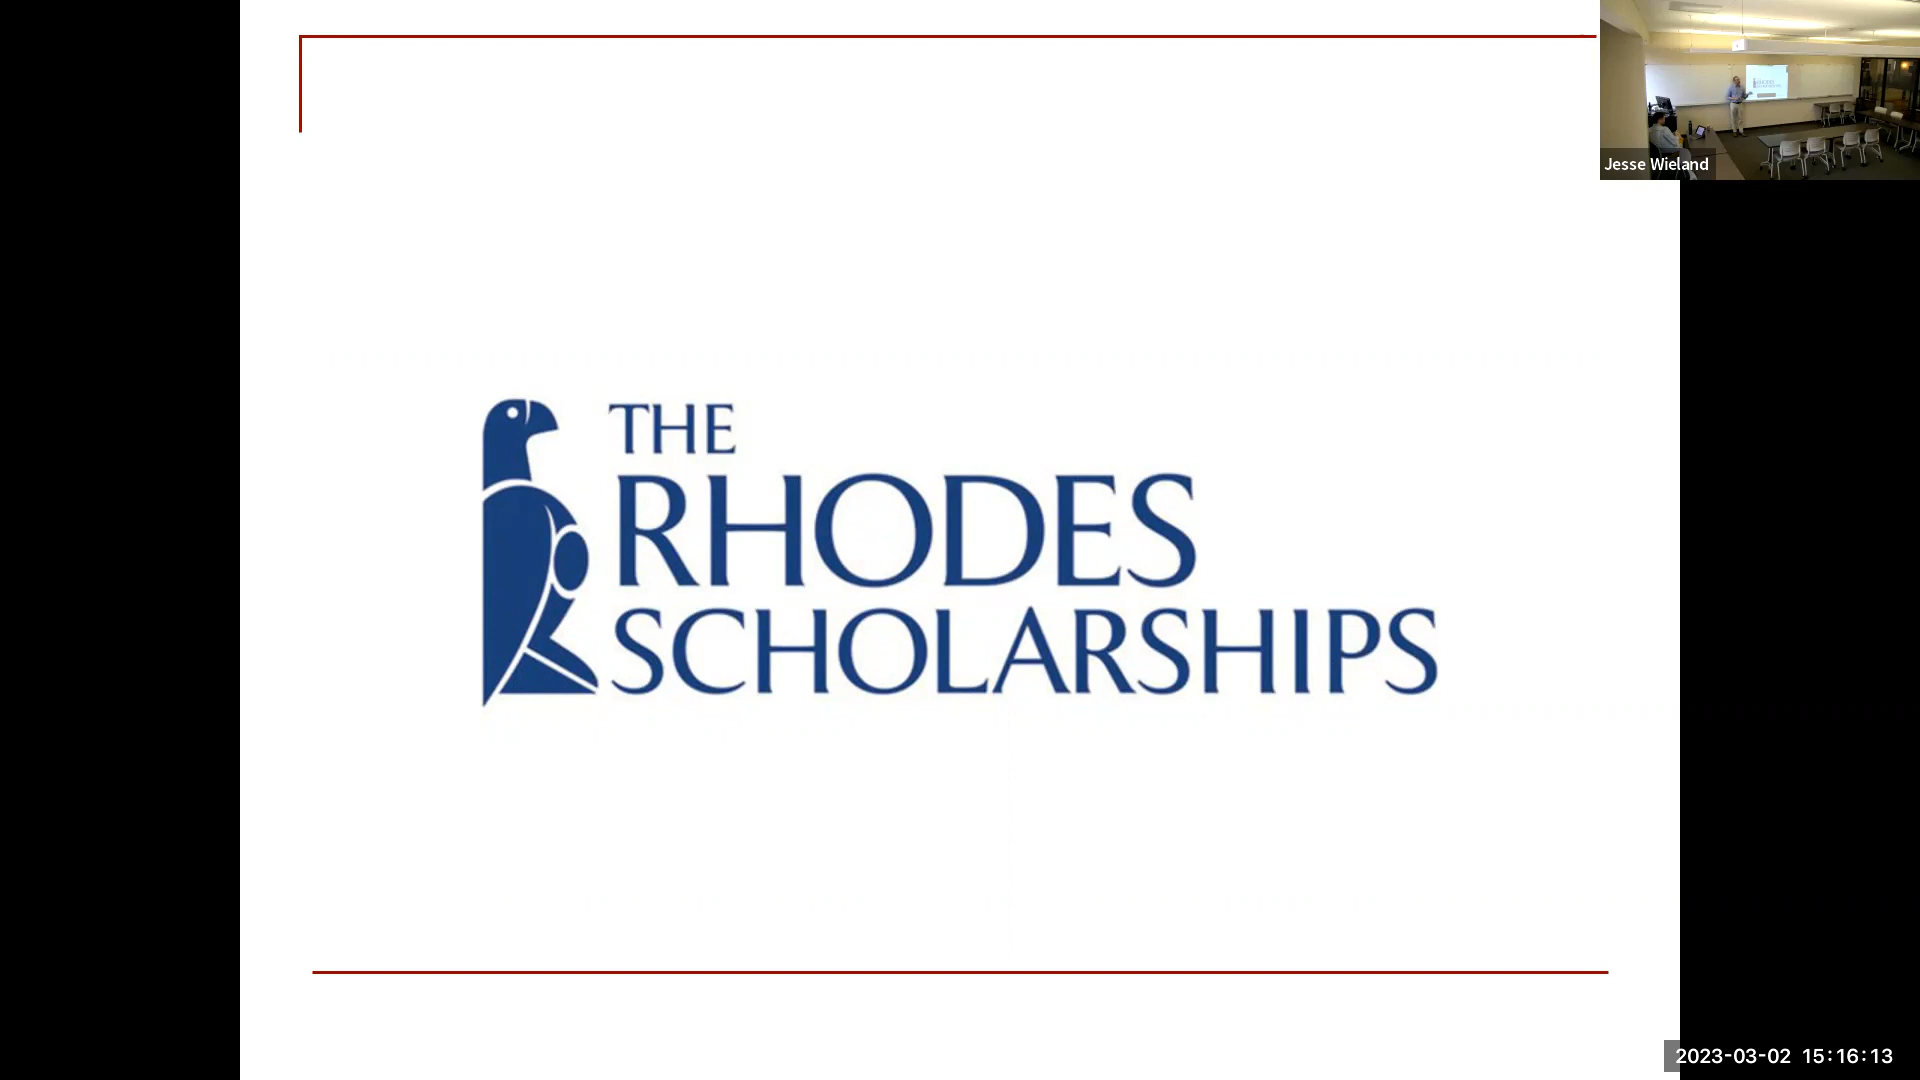 THE
RHODES
SCHOLARSHIPS
Jesse Wieland
2023-03-02 15:16:13